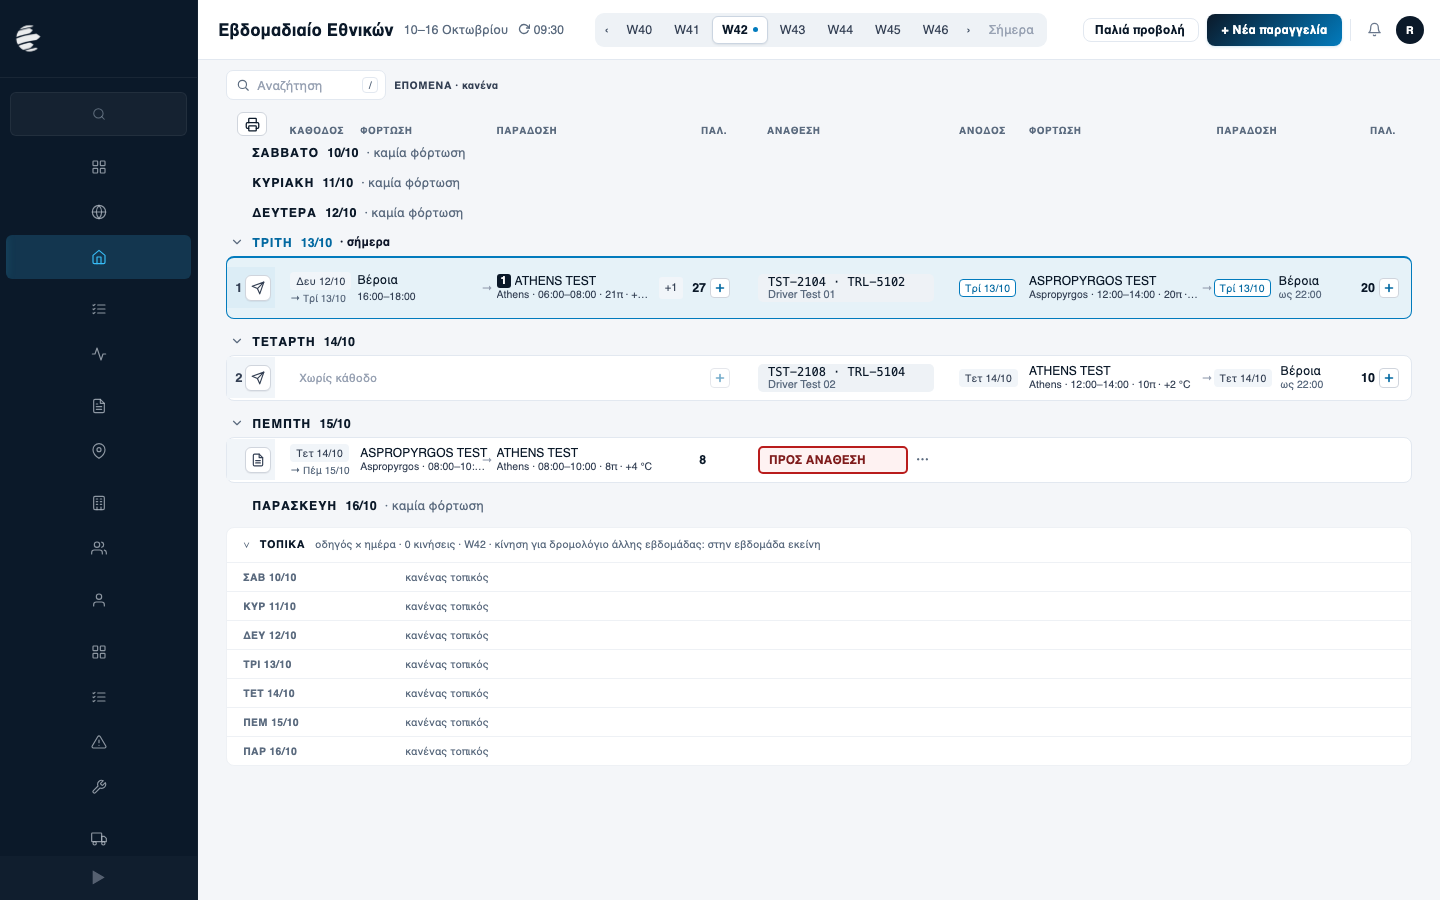 Εβδομαδιαίο Εθνικών 10–16 Οκτωβρίου 09:30 ‹ W40 W41 W42 W43 W44 W45 W46 › Σήμερα Παλιά προβολή + Νέα παραγγελία R
Αναζήτηση / ΕΠΟΜΕΝΑ · κανένα
ΚΑΘΟΔΟΣ ΦΟΡΤΩΣΗ ΠΑΡΑΔΟΣΗ ΠΑΛ. ΑΝΑΘΕΣΗ ΑΝΟΔΟΣ ΦΟΡΤΩΣΗ ΠΑΡΑΔΟΣΗ ΠΑΛ.
ΣΑΒΒΑΤΟ 10/10 · καμία φόρτωση
ΚΥΡΙΑΚΗ 11/10 · καμία φόρτωση
ΔΕΥΤΕΡΑ 12/10 · καμία φόρτωση
ΤΡΙΤΗ 13/10 · σήμερα
1 Δευ 12/10 Βέροια → 1 ATHENS TEST +1 27 + TST-2104 · TRL-5102 Τρί 13/10 ASPROPYRGOS TEST → Τρί 13/10 Βέροια 20 +
→ Τρί 13/10 16:00–18:00 Athens · 06:00–08:00 · 21π · +… Driver Test 01 Aspropyrgos · 12:00–14:00 · 20π ·… ως 22:00
ΤΕΤΑΡΤΗ 14/10
2 Χωρίς κάθοδο + TST-2108 · TRL-5104 Τετ 14/10 ATHENS TEST → Τετ 14/10 Βέροια 10 +
Driver Test 02 Athens · 12:00–14:00 · 10π · +2 °C ως 22:00
ΠΕΜΠΤΗ 15/10
Τετ 14/10 ASPROPYRGOS TEST → ATHENS TEST 8 ΠΡΟΣ ΑΝΑΘΕΣΗ ···
→ Πέμ 15/10 Aspropyrgos · 08:00–10:… Athens · 08:00–10:00 · 8π · +4 °C
ΠΑΡΑΣΚΕΥΗ 16/10 · καμία φόρτωση
ΤΟΠΙΚΑ οδηγός × ημέρα · 0 κινήσεις · W42 · κίνηση για δρομολόγιο άλλης εβδομάδας: στην εβδομάδα εκείνη
ΣΑΒ 10/10 κανένας τοπικός
ΚΥΡ 11/10 κανένας τοπικός
ΔΕΥ 12/10 κανένας τοπικός
ΤΡΙ 13/10 κανένας τοπικός
ΤΕΤ 14/10 κανένας τοπικός
ΠΕΜ 15/10 κανένας τοπικός
ΠΑΡ 16/10 κανένας τοπικός